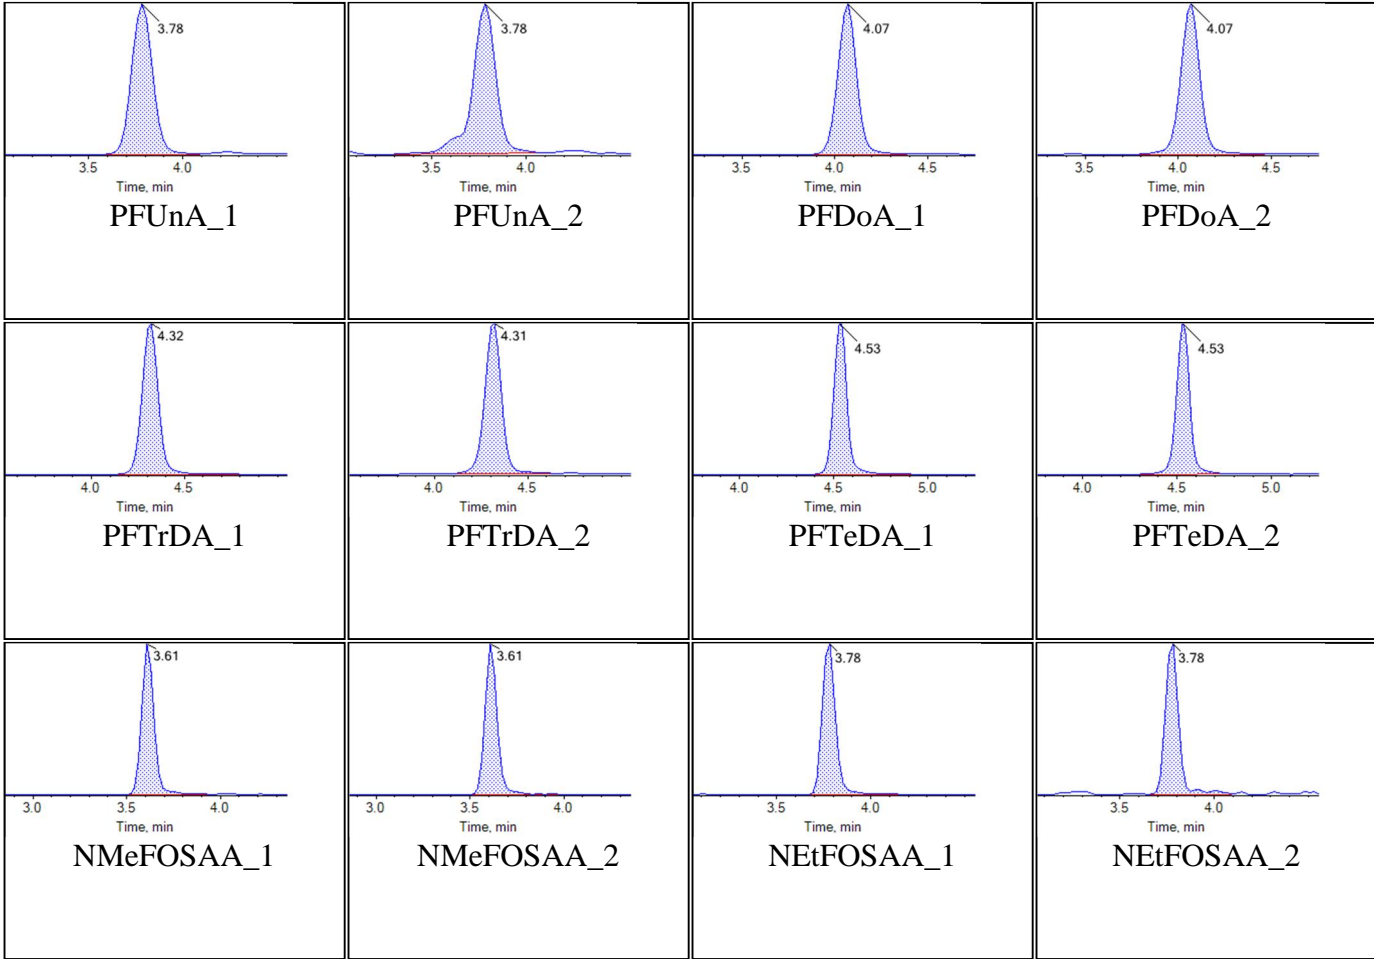 3.78
3.5 4.0
Time, min
PFUnA_1
3.78
3.5 4.0
Time, min
PFUnA_2
4.07
3.5 4.0 4.5
Time, min
PFDoA_1
4.07
3.5 4.0 4.5
Time, min
PFDoA_2
4.32
4.0 4.5
Time, min
PFTrDA_1
4.31
4.0 4.5
Time, min
PFTrDA_2
4.53
4.0 4.5 5.0
Time, min
PFTeDA_1
4.53
4.0 4.5 5.0
Time, min
PFTeDA_2
3.61
3.0 3.5 4.0
Time, min
NMeFOSAA_1
3.61
3.0 3.5 4.0
Time, min
NMeFOSAA_2
3.78
3.5 4.0
Time, min
NEtFOSAA_1
3.78
3.5 4.0
Time, min
NEtFOSAA_2